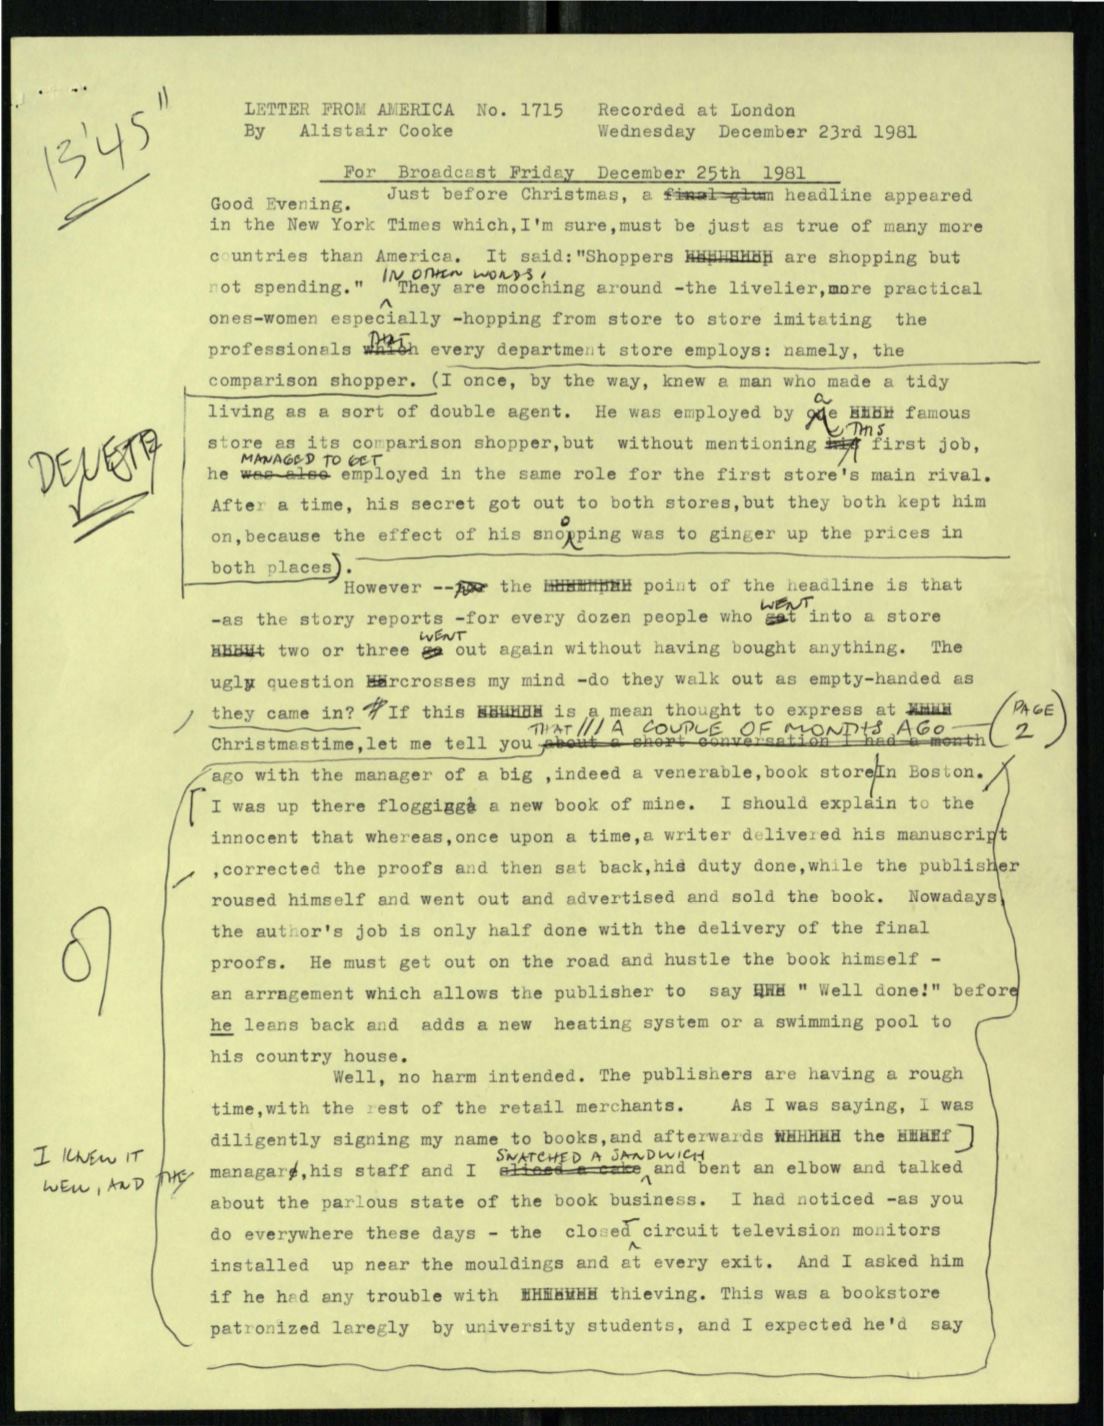 13'45"
LETTER FROM AMERICA No. 1715 Recorded at London
By Alistair Cooke Wednesday December 23rd 1981
For Broadcast Friday December 25th 1981
Good Evening. Just before Christmas, a final glum headline appeared
in the New York Times which,I'm sure,must be just as true of many more
countries than America. It said:"Shoppers are shopping but
IN OTHER WORDS,
not spending." They are mooching around -the livelier,more practical
ones-women especially -hopping from store to store imitating the
THAT
professionals which every department store employs: namely, the
comparison shopper. (I once, by the way, knew a man who made a tidy
a
living as a sort of double agent. He was employed by one famous
THIS
store as its comparison shopper,but without mentioning his first job,
DELETE
MANAGED TO GET
he was also employed in the same role for the first store's main rival.
After a time, his secret got out to both stores,but they both kept him
o
on,because the effect of his snopping was to ginger up the prices in
both places).
However -- the point of the headline is that
WENT
-as the story reports -for every dozen people who get into a store
WENT
two or three go out again without having bought anything. The
ugly question crosses my mind -do they walk out as empty-handed as
they came in? If this is a mean thought to express at
THAT A COUPLE OF MONTHS AGO
(PAGE 2)
Christmastime,let me tell you about a short conversation I had a month
ago with the manager of a big ,indeed a venerable,book store In Boston.
I was up there flogging a new book of mine. I should explain to the
innocent that whereas,once upon a time,a writer delivered his manuscript
,corrected the proofs and then sat back,his duty done,while the publisher
roused himself and went out and advertised and sold the book. Nowadays,
the author's job is only half done with the delivery of the final
proofs. He must get out on the road and hustle the book himself -
an arrngement which allows the publisher to say " Well done!" before
he leans back and adds a new heating system or a swimming pool to
his country house.
Well, no harm intended. The publishers are having a rough
time,with the rest of the retail merchants. As I was saying, I was
diligently signing my name to books,and afterwards the
I KNEW IT
WELL, AND THE
SNATCHED A SANDWICH
managar,his staff and I sliced a cake and bent an elbow and talked
about the parlous state of the book business. I had noticed -as you
do everywhere these days - the closed circuit television monitors
installed up near the mouldings and at every exit. And I asked him
if he had any trouble with thieving. This was a bookstore
patronized laregly by university students, and I expected he'd say